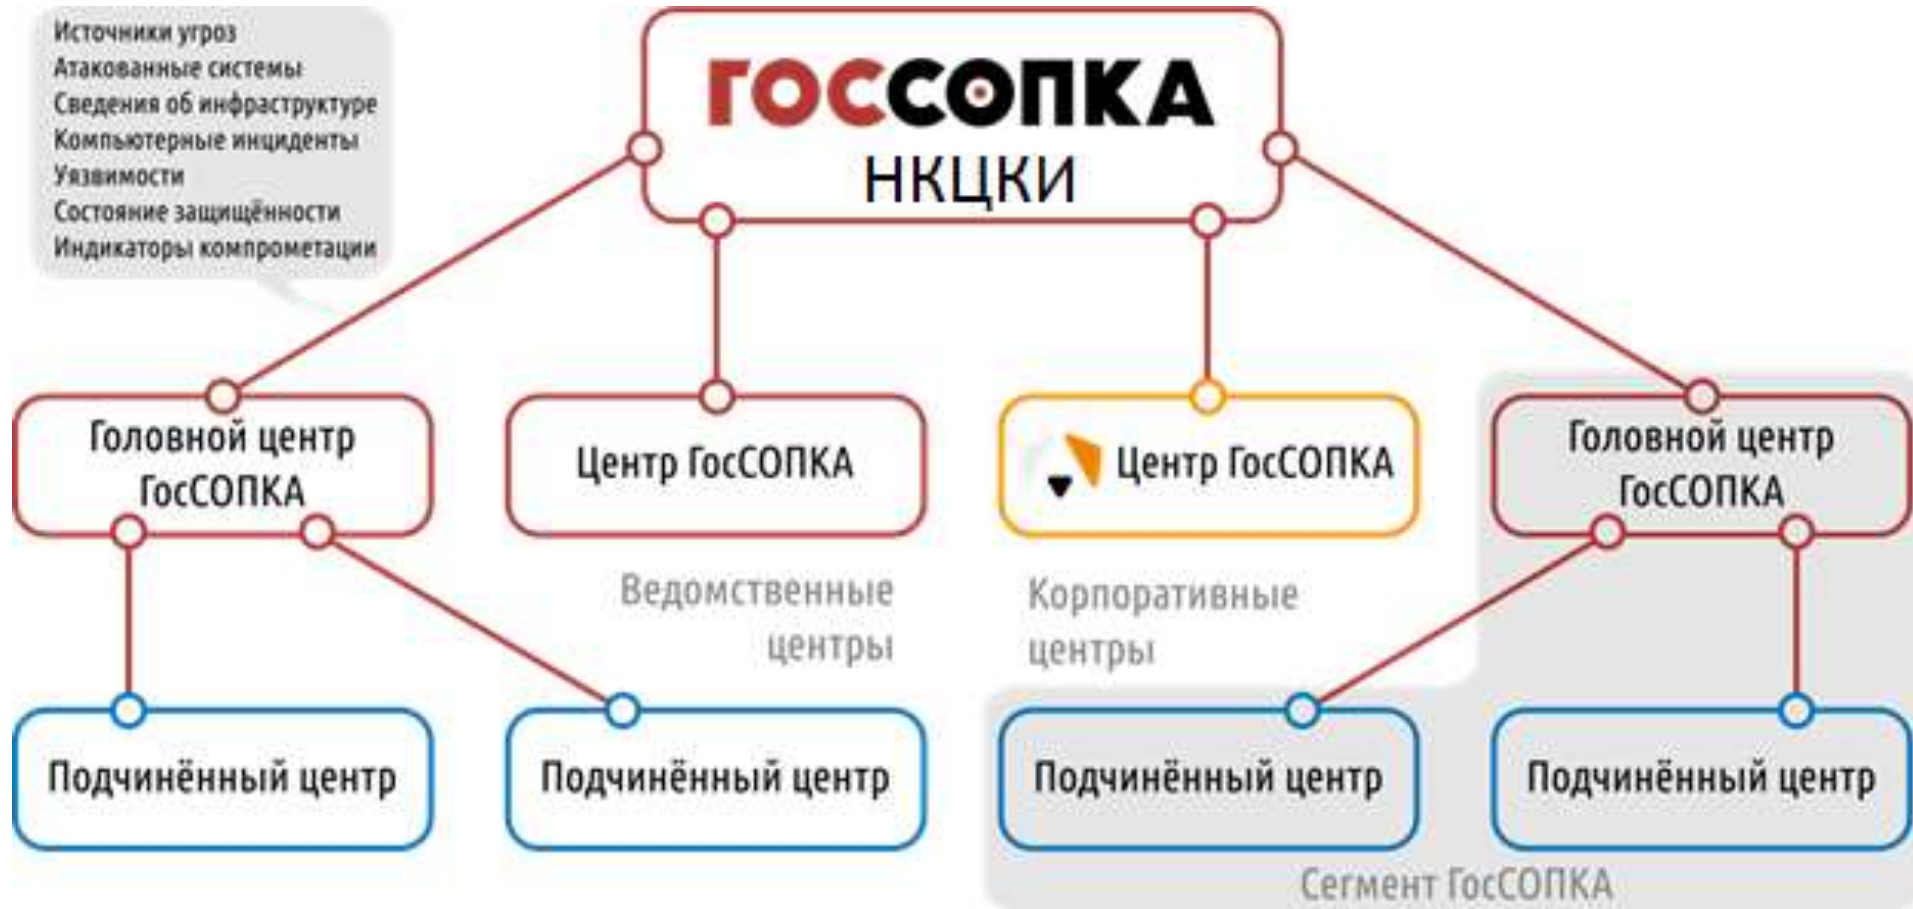 Источники угроз
Атакованные системы
Сведения об инфраструктуре
Компьютерные инциденты
Уязвимости
Состояние защищённости
Индикаторы компрометации
ГОССОПКА
НКЦКИ
Головной центр
ГосСОПКА
Центр ГосСОПКА
Центр ГосСОПКА
Головной центр
ГосСОПКА
Ведомственные
центры
Корпоративные
центры
Подчинённый центр
Подчинённый центр
Подчинённый центр
Подчинённый центр
Сегмент ГосСОПКА